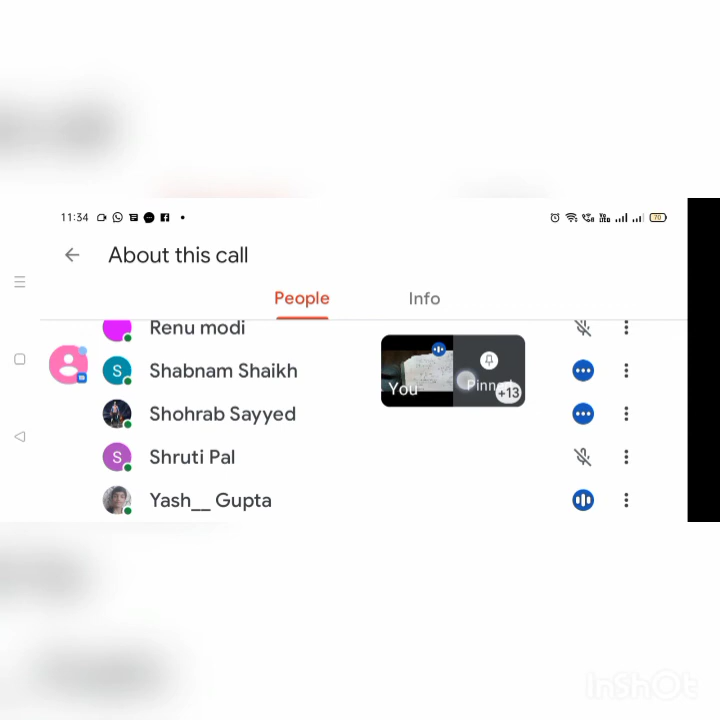 11:34
70
About this call
People Info
Renu modi
Shabnam Shaikh
Shohrab Sayyed
Shruti Pal
Yash__ Gupta
S
S
You
+13
InShOt